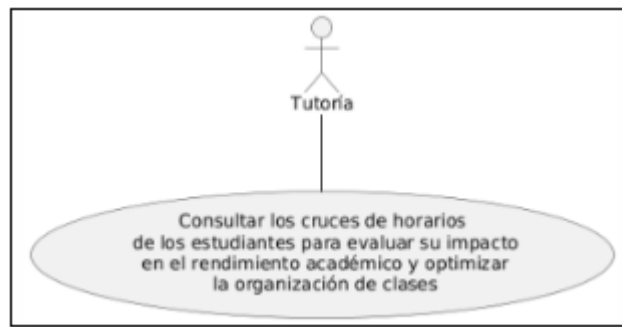 Tutoría
Consultar los cruces de horarios
de los estudiantes para evaluar su impacto
en el rendimiento académico y optimizar
la organización de clases